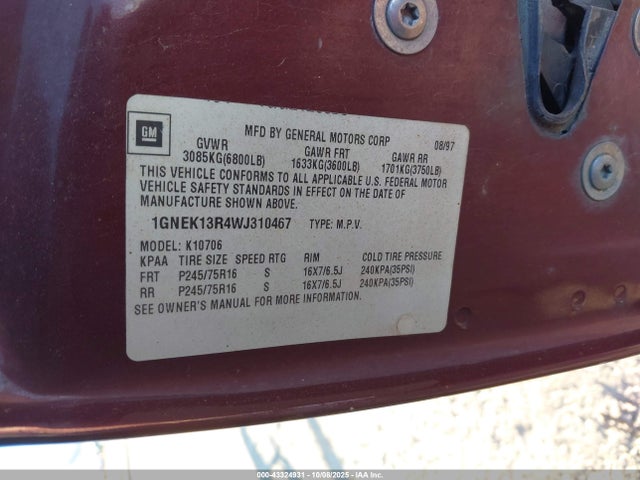 GM
MFD BY GENERAL MOTORS CORP 08/97
GVWR GAWR FRT GAWR RR
3085KG(6800LB) 1633KG(3600LB) 1701KG(3750LB)
THIS VEHICLE CONFORMS TO ALL APPLICABLE U.S. FEDERAL MOTOR
VEHICLE SAFETY STANDARDS IN EFFECT ON THE DATE OF
MANUFACTURE SHOWN ABOVE.
1GNEK13R4WJ310467 TYPE: M.P.V.
MODEL: K10706
KPAA TIRE SIZE SPEED RTG RIM COLD TIRE PRESSURE
FRT P245/75R16 S 16X7/6.5J 240KPA(35PSI)
RR P245/75R16 S 16X7/6.5J 240KPA(35PSI)
SEE OWNER'S MANUAL FOR MORE INFORMATION.
000-43324931 - 10/08/2025 - IAA, Inc.